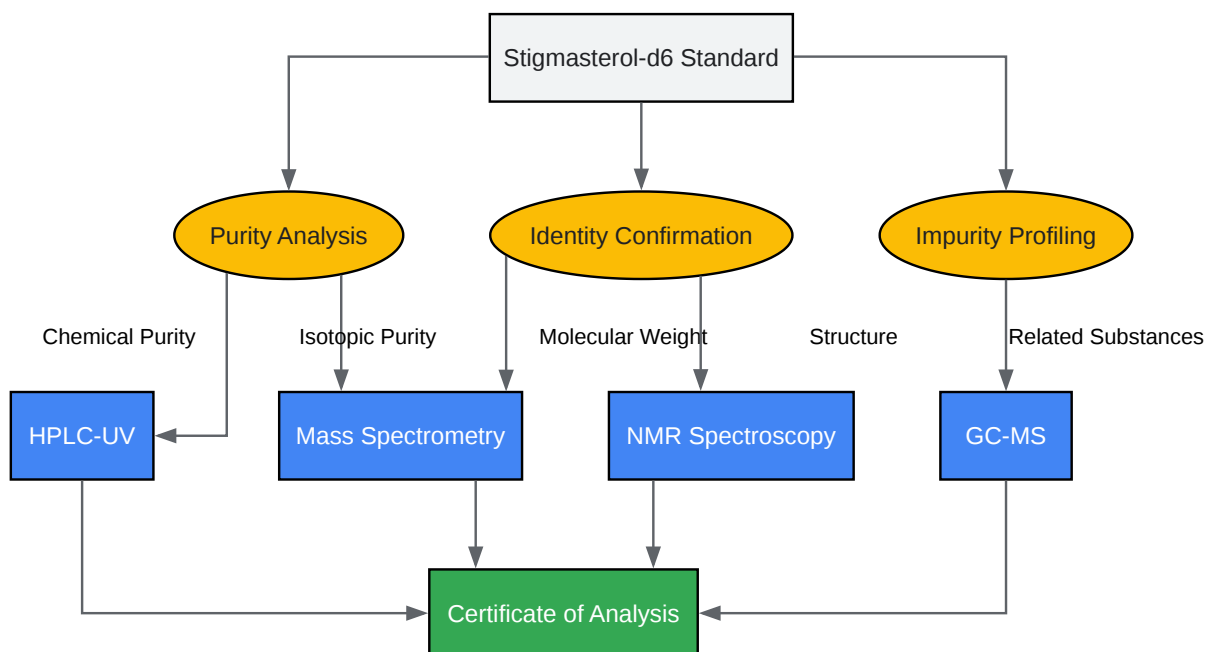 Stigmasterol-d6 Standard
Purity Analysis
Identity Confirmation
Impurity Profiling
Chemical Purity
Isotopic Purity
Molecular Weight
Structure
Related Substances
HPLC-UV
Mass Spectrometry
NMR Spectroscopy
GC-MS
Certificate of Analysis